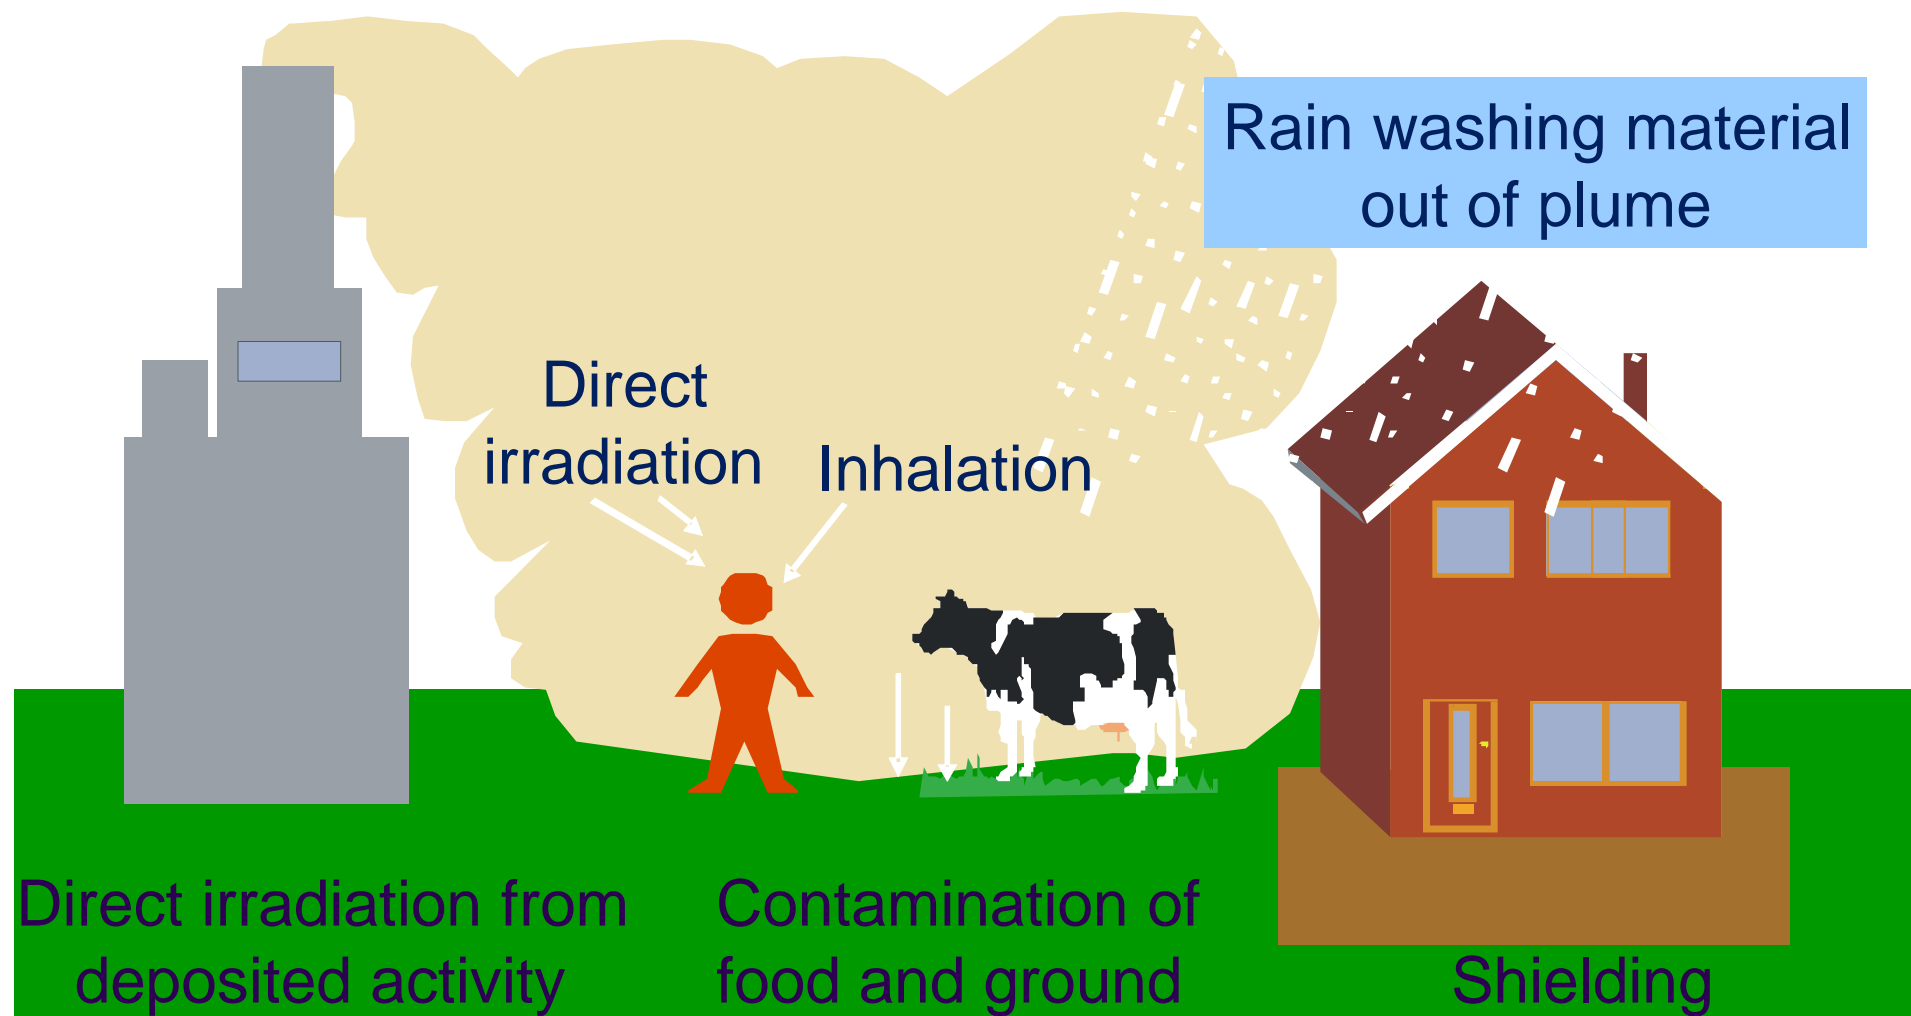 Rain washing material
out of plume
Direct
irradiation
Inhalation
Direct irradiation from
deposited activity
Contamination of
food and ground
Shielding